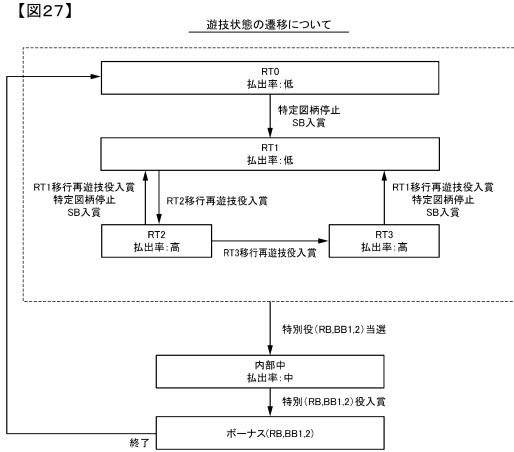 【図27】
遊技状態の遷移について
RT0
払出率:低
特定図柄停止
SB入賞
RT1
払出率:低
RT1移行再遊技役入賞
特定図柄停止
SB入賞
RT2移行再遊技役入賞
RT1移行再遊技役入賞
特定図柄停止
SB入賞
RT2
払出率:高
RT3移行再遊技役入賞
RT3
払出率:高
特別役(RB,BB1,2)当選
内部中
払出率:中
特別(RB,BB1,2)役入賞
ボーナス(RB,BB1,2)
終了